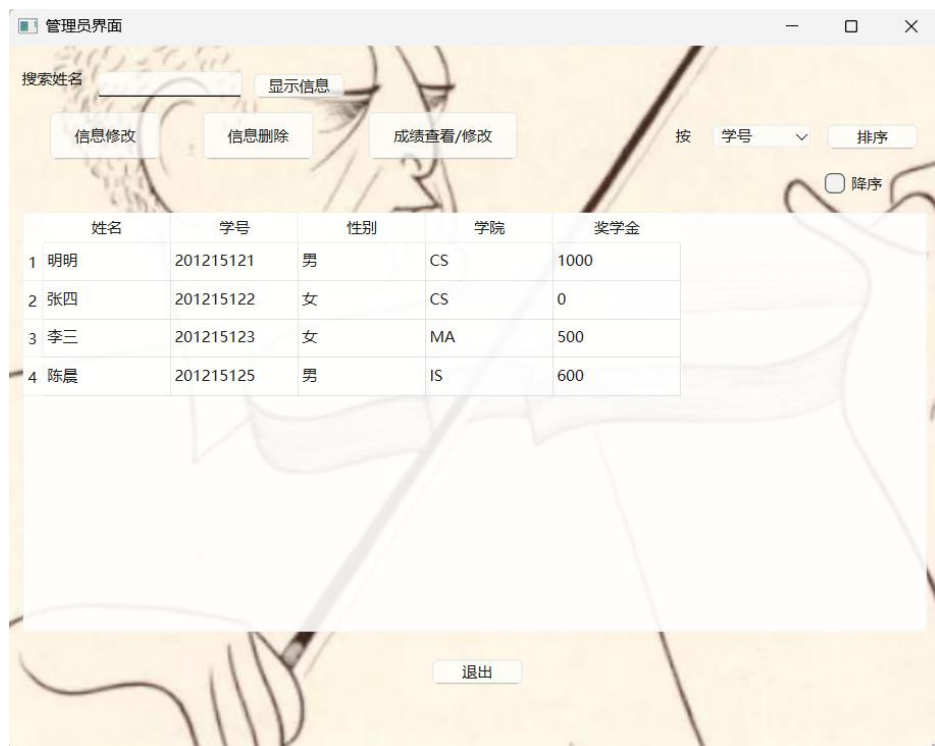 管理员界面
搜索姓名 显示信息
信息修改 信息删除 成绩查看/修改 按 学号 排序
降序
姓名 学号 性别 学院 奖学金
1 明明 201215121 男 CS 1000
2 张四 201215122 女 CS 0
3 李三 201215123 女 MA 500
4 陈晨 201215125 男 IS 600
退出